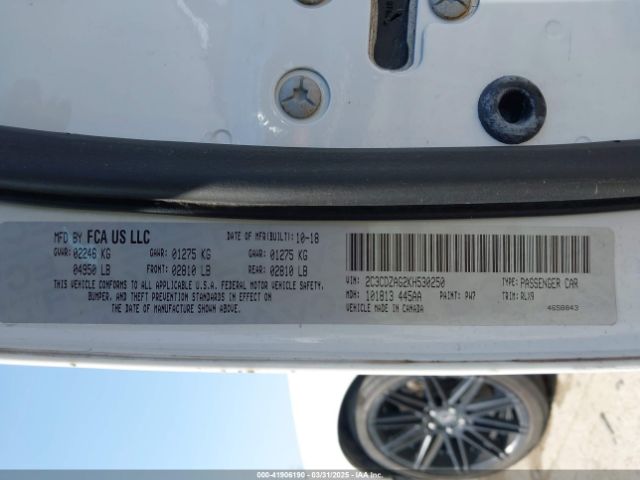 MFD BY FCA US LLC DATE OF MFR(BUILT): 10-18
GVWR: 02246 KG GAWR: 01275 KG GAWR: 01275 KG
04950 LB FRONT: 02810 LB REAR: 02810 LB
THIS VEHICLE CONFORMS TO ALL APPLICABLE U.S.A. FEDERAL MOTOR VEHICLE SAFETY,
BUMPER, AND THEFT PREVENTION STANDARDS IN EFFECT ON
THE DATE OF MANUFACTURE SHOWN ABOVE.
VIN: 2C3CDZAG2KH530250 TYPE: PASSENGER CAR
MDH: 101813 445AA PAINT: PW7 TRIM: RLX9
VEHICLE MADE IN CANADA 4658843
000-41906190 - 03/31/2025 - IAAI.COM